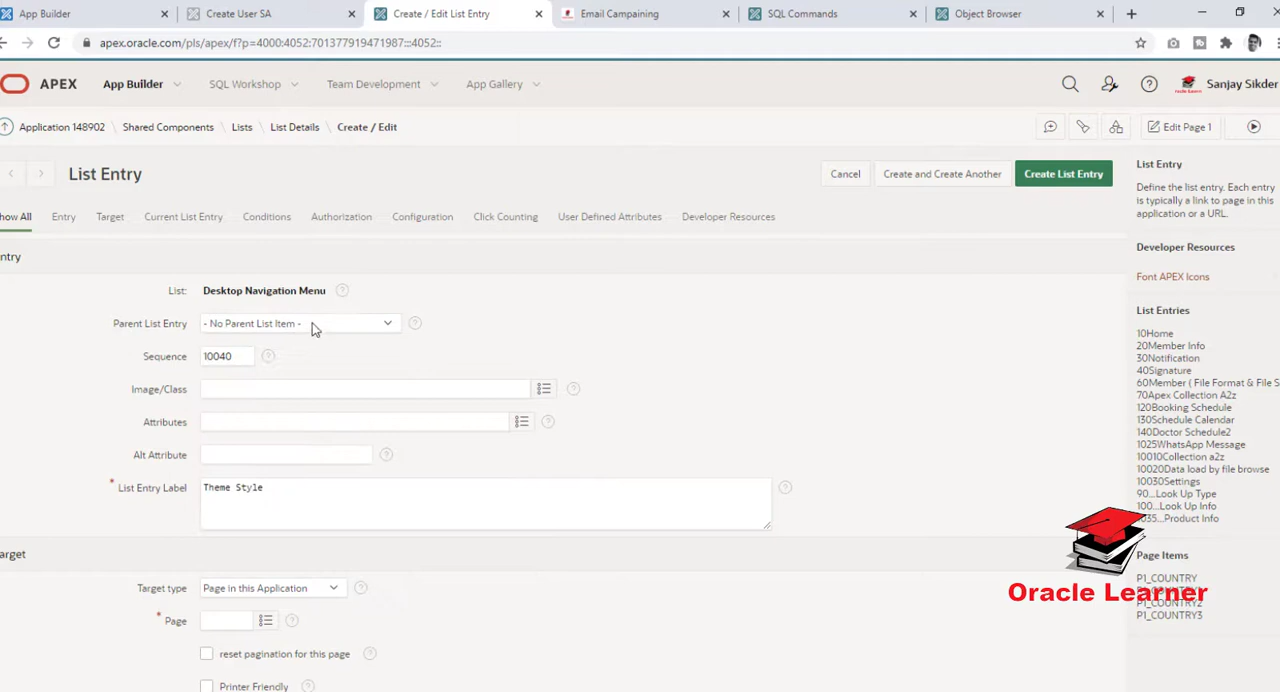 App Builder
Create User SA
Create / Edit List Entry
Email Campaining
SQL Commands
Object Browser
apex.oracle.com/pls/apex/f?p=4000:4052:701377919471987:::4052::
APEX
App Builder
SQL Workshop
Team Development
App Gallery
Sanjay Sikder
Application 148902 \ Shared Components \ Lists \ List Details \ Create / Edit
Edit Page 1
List Entry
Cancel
Create and Create Another
Create List Entry
how All
Entry
Target
Current List Entry
Conditions
Authorization
Configuration
Click Counting
User Defined Attributes
Developer Resources
ntry
List: Desktop Navigation Menu
Parent List Entry - No Parent List Item -
Sequence 10040
Image/Class
Attributes
Alt Attribute
* List Entry Label Theme Style
arget
Target type Page in this Application
* Page
reset pagination for this page
Printer Friendly
List Entry
Define the list entry. Each entry
is typically a link to page in this
application or a URL.
Developer Resources
Font APEX Icons
List Entries
10Home
20Member Info
30Notification
40Signature
60Member ( File Format & File S
70Apex Collection A2z
120Booking Schedule
130Schedule Calendar
140Doctor Schedule2
1025WhatsApp Message
10010Collection a2z
10020Data load by file browse
10030Settings
90...Look Up Type
100...Look Up Info
035...Product Info
Page Items
P1_COUNTRY
Oracle Learner
P1_COUNTRY2
P1_COUNTRY3